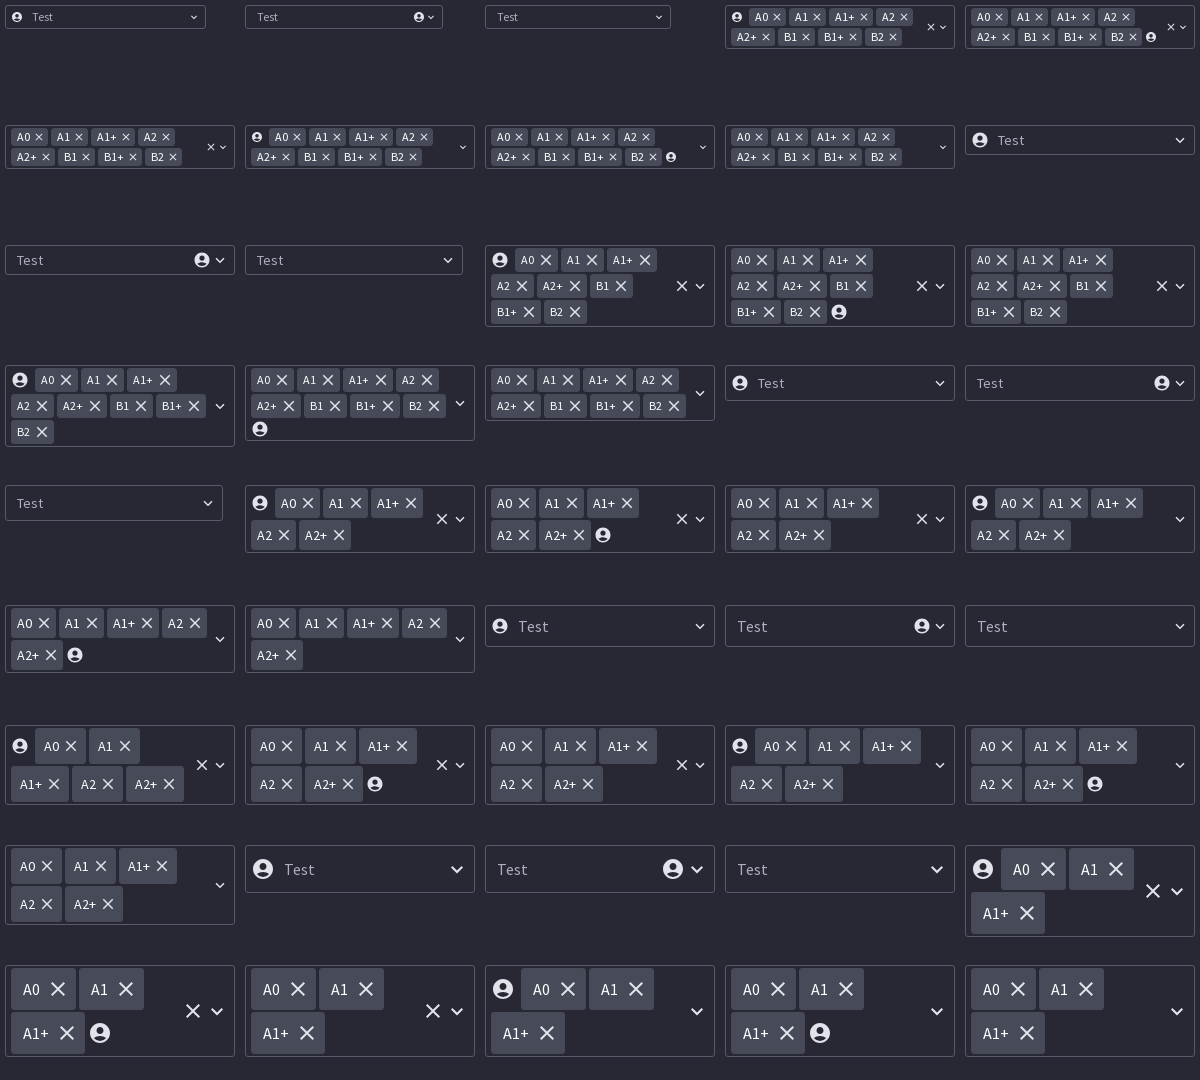 Test
Test
Test
A0 A1 A1+ A2
A2+ B1 B1+ B2
A0 A1 A1+ A2
A2+ B1 B1+ B2
A0 A1 A1+ A2
A2+ B1 B1+ B2
A0 A1 A1+ A2
A2+ B1 B1+ B2
A0 A1 A1+ A2
A2+ B1 B1+ B2
A0 A1 A1+ A2
A2+ B1 B1+ B2
Test
Test
Test
A0 A1 A1+
A2 A2+ B1
B1+ B2
A0 A1 A1+
A2 A2+ B1
B1+ B2
A0 A1 A1+
A2 A2+ B1
B1+ B2
A0 A1 A1+
A2 A2+ B1 B1+
B2
A0 A1 A1+ A2
A2+ B1 B1+ B2
A0 A1 A1+ A2
A2+ B1 B1+ B2
Test
Test
Test
A0 A1 A1+
A2 A2+
A0 A1 A1+
A2 A2+
A0 A1 A1+
A2 A2+
A0 A1 A1+
A2 A2+
A0 A1 A1+ A2
A2+
A0 A1 A1+ A2
A2+
Test
Test
Test
A0 A1
A1+ A2 A2+
A0 A1 A1+
A2 A2+
A0 A1 A1+
A2 A2+
A0 A1 A1+
A2 A2+
A0 A1 A1+
A2 A2+
A0 A1 A1+
A2 A2+
Test
Test
Test
A0 A1
A1+
A0 A1
A1+
A0 A1
A1+
A0 A1
A1+
A0 A1
A1+
A0 A1
A1+